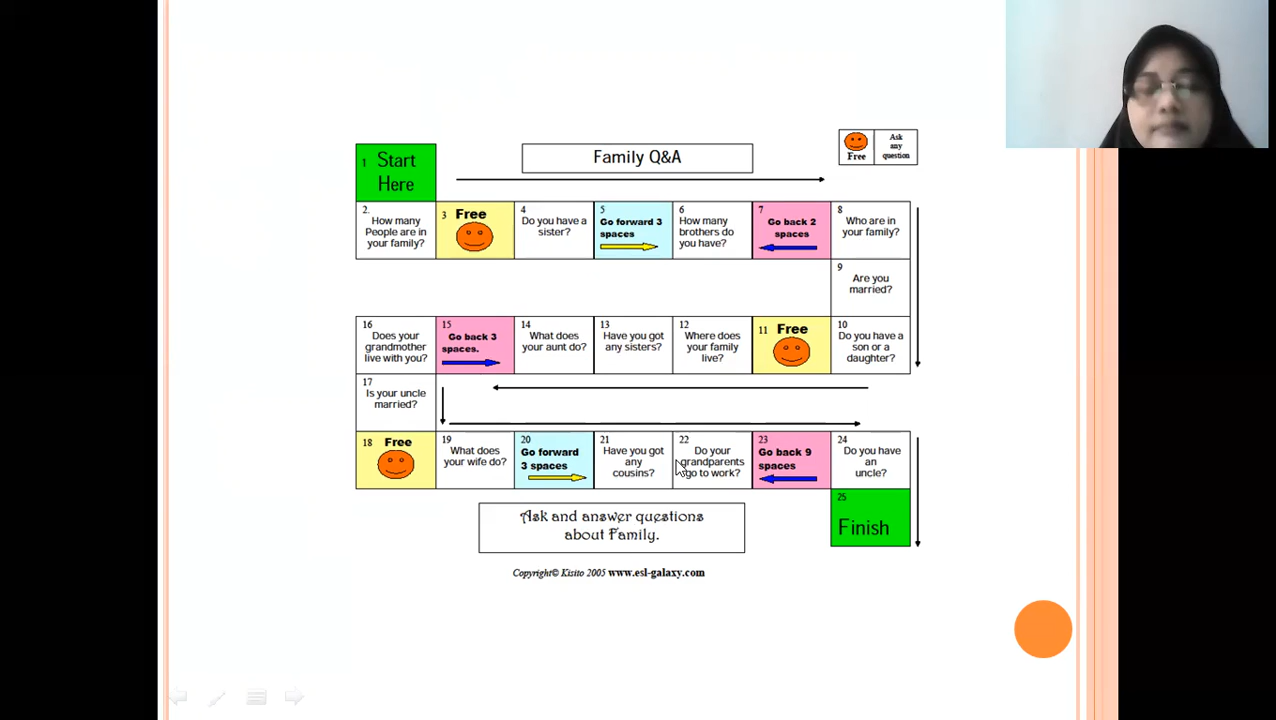 1 Start
Here
Family Q&A
Free
Ask
any
question
2.
How many
People are in
your family?
3 Free
4
Do you have a
sister?
5
Go forward 3
spaces
6
How many
brothers do
you have?
7
Go back 2
spaces
8
Who are in
your family?
9
Are you
married?
10
Do you have a
son or a
daughter?
11 Free
12
Where does
your family
live?
13
Have you got
any sisters?
14
What does
your aunt do?
15
Go back 3
spaces.
16
Does your
grandmother
live with you?
17
Is your uncle
married?
18 Free
19
What does
your wife do?
20
Go forward
3 spaces
21
Have you got
any
cousins?
22
Do your
grandparents
go to work?
23
Go back 9
spaces
24
Do you have
an
uncle?
25
Finish
Ask and answer questions
about Family.
Copyright© Kisito 2005 www.esl-galaxy.com